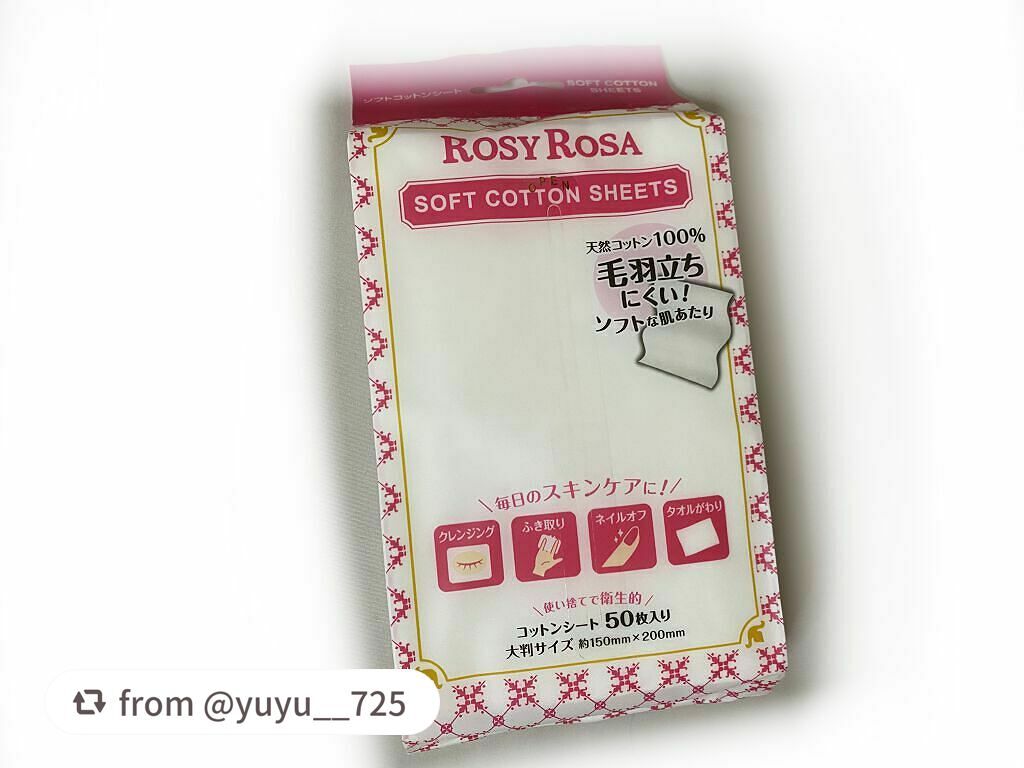 ソフトコットンシート
SOFT COTTON
SHEETS
ROSY ROSA
OPEN
SOFT COTTON SHEETS
天然コットン100%
毛羽立ち
にくい!
ソフトな肌あたり
\毎日のスキンケアに!/
クレンジング
ふき取り
ネイルオフ
タオルがわり
\使い捨てで衛生的/
コットンシート 50枚入り
大判サイズ 約150mm×200mm
from @yuyu__725